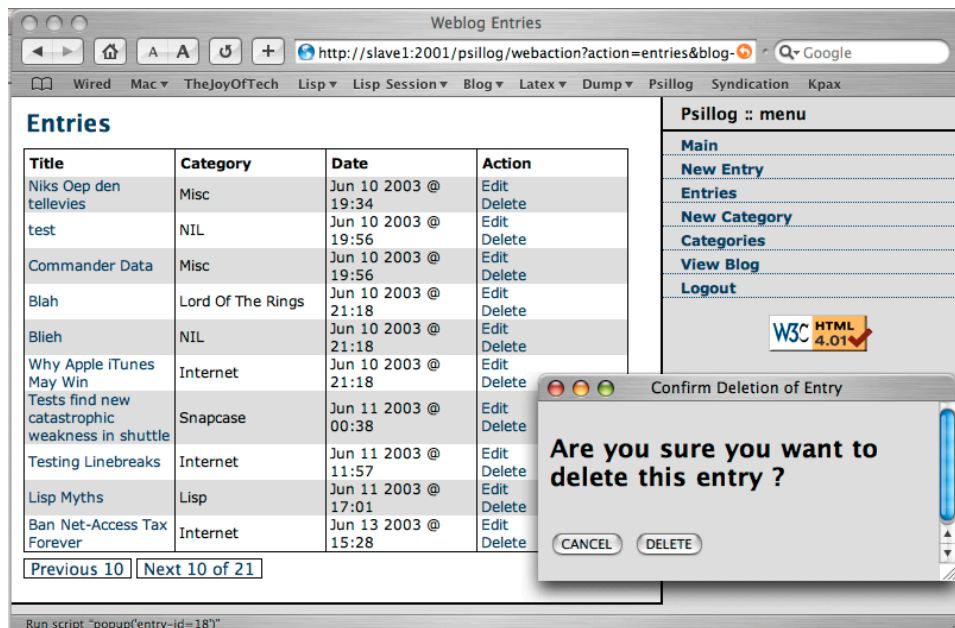 Weblog Entries
A A + http://slave1:2001/psillog/webaction?action=entries&blog- Q Google
Wired Mac TheJoyOfTech Lisp Lisp Session Blog Latex Dump Psillog Syndication Kpax
Entries
Title Category Date Action
Niks Oep den tellevies Misc Jun 10 2003 @ 19:34 Edit Delete
test NIL Jun 10 2003 @ 19:56 Edit Delete
Commander Data Misc Jun 10 2003 @ 19:56 Edit Delete
Blah Lord Of The Rings Jun 10 2003 @ 21:18 Edit Delete
Blieh NIL Jun 10 2003 @ 21:18 Edit Delete
Why Apple iTunes May Win Internet Jun 10 2003 @ 21:18 Edit Delete
Tests find new catastrophic weakness in shuttle Snapcase Jun 11 2003 @ 00:38 Edit Delete
Testing Linebreaks Internet Jun 11 2003 @ 11:57 Edit Delete
Lisp Myths Lisp Jun 11 2003 @ 17:01 Edit Delete
Ban Net-Access Tax Forever Internet Jun 13 2003 @ 15:28 Edit Delete
Previous 10 Next 10 of 21
Psillog :: menu
Main
New Entry
Entries
New Category
Categories
View Blog
Logout
W3C HTML 4.01
Confirm Deletion of Entry
Are you sure you want to
delete this entry ?
CANCEL DELETE
Run script "popup('entry-id=18')"